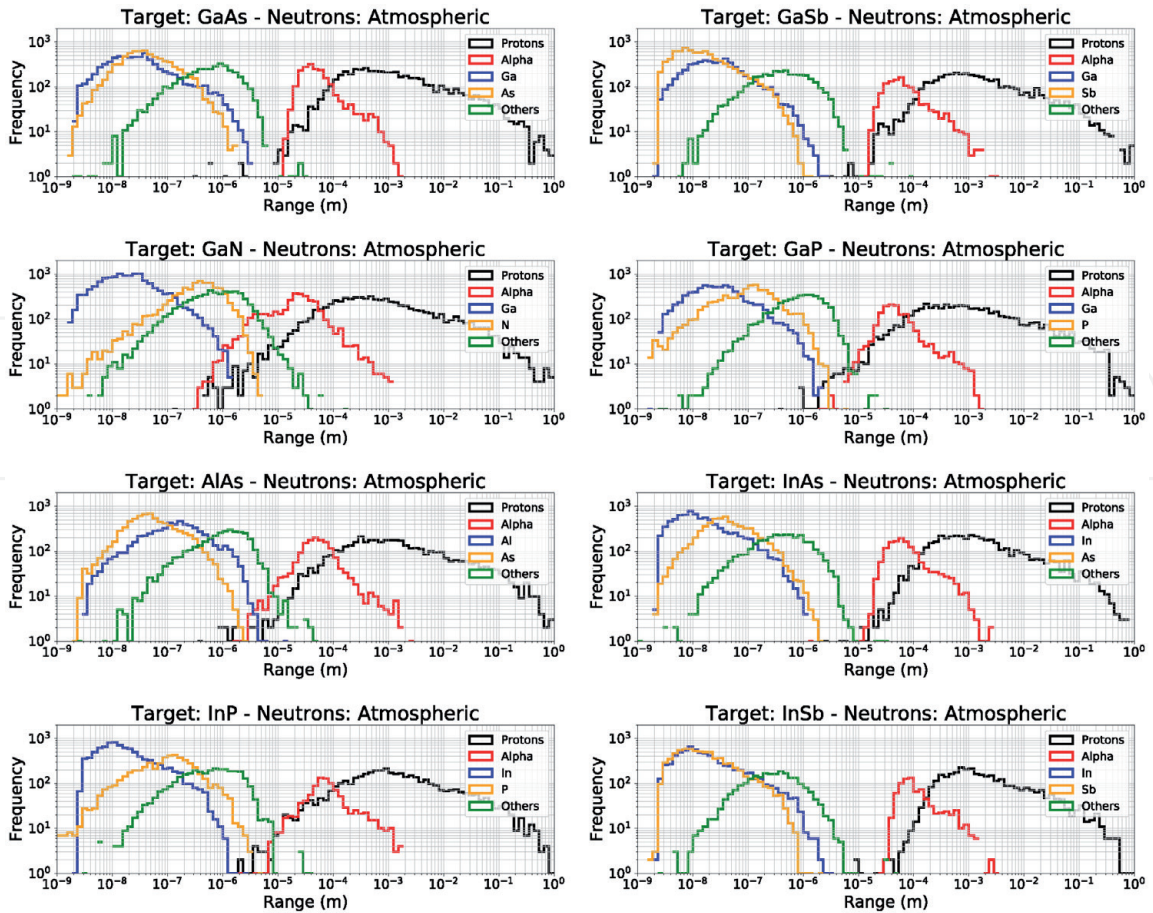 Target: GaAs - Neutrons: Atmospheric
Frequency
10³
10²
10¹
10⁰
Protons
Alpha
Ga
As
Others
10⁻⁹ 10⁻⁸ 10⁻⁷ 10⁻⁶ 10⁻⁵ 10⁻⁴ 10⁻³ 10⁻² 10⁻¹ 10⁰
Range (m)
Target: GaSb - Neutrons: Atmospheric
Frequency
10³
10²
10¹
10⁰
Protons
Alpha
Ga
Sb
Others
10⁻⁹ 10⁻⁸ 10⁻⁷ 10⁻⁶ 10⁻⁵ 10⁻⁴ 10⁻³ 10⁻² 10⁻¹ 10⁰
Range (m)
Target: GaN - Neutrons: Atmospheric
Frequency
10³
10²
10¹
10⁰
Protons
Alpha
Ga
N
Others
10⁻⁹ 10⁻⁸ 10⁻⁷ 10⁻⁶ 10⁻⁵ 10⁻⁴ 10⁻³ 10⁻² 10⁻¹ 10⁰
Range (m)
Target: GaP - Neutrons: Atmospheric
Frequency
10³
10²
10¹
10⁰
Protons
Alpha
Ga
P
Others
10⁻⁹ 10⁻⁸ 10⁻⁷ 10⁻⁶ 10⁻⁵ 10⁻⁴ 10⁻³ 10⁻² 10⁻¹ 10⁰
Range (m)
Target: AlAs - Neutrons: Atmospheric
Frequency
10³
10²
10¹
10⁰
Protons
Alpha
Al
As
Others
10⁻⁹ 10⁻⁸ 10⁻⁷ 10⁻⁶ 10⁻⁵ 10⁻⁴ 10⁻³ 10⁻² 10⁻¹ 10⁰
Range (m)
Target: InAs - Neutrons: Atmospheric
Frequency
10³
10²
10¹
10⁰
Protons
Alpha
In
As
Others
10⁻⁹ 10⁻⁸ 10⁻⁷ 10⁻⁶ 10⁻⁵ 10⁻⁴ 10⁻³ 10⁻² 10⁻¹ 10⁰
Range (m)
Target: InP - Neutrons: Atmospheric
Frequency
10³
10²
10¹
10⁰
Protons
Alpha
In
P
Others
10⁻⁹ 10⁻⁸ 10⁻⁷ 10⁻⁶ 10⁻⁵ 10⁻⁴ 10⁻³ 10⁻² 10⁻¹ 10⁰
Range (m)
Target: InSb - Neutrons: Atmospheric
Frequency
10³
10²
10¹
10⁰
Protons
Alpha
In
Sb
Others
10⁻⁹ 10⁻⁸ 10⁻⁷ 10⁻⁶ 10⁻⁵ 10⁻⁴ 10⁻³ 10⁻² 10⁻¹ 10⁰
Range (m)